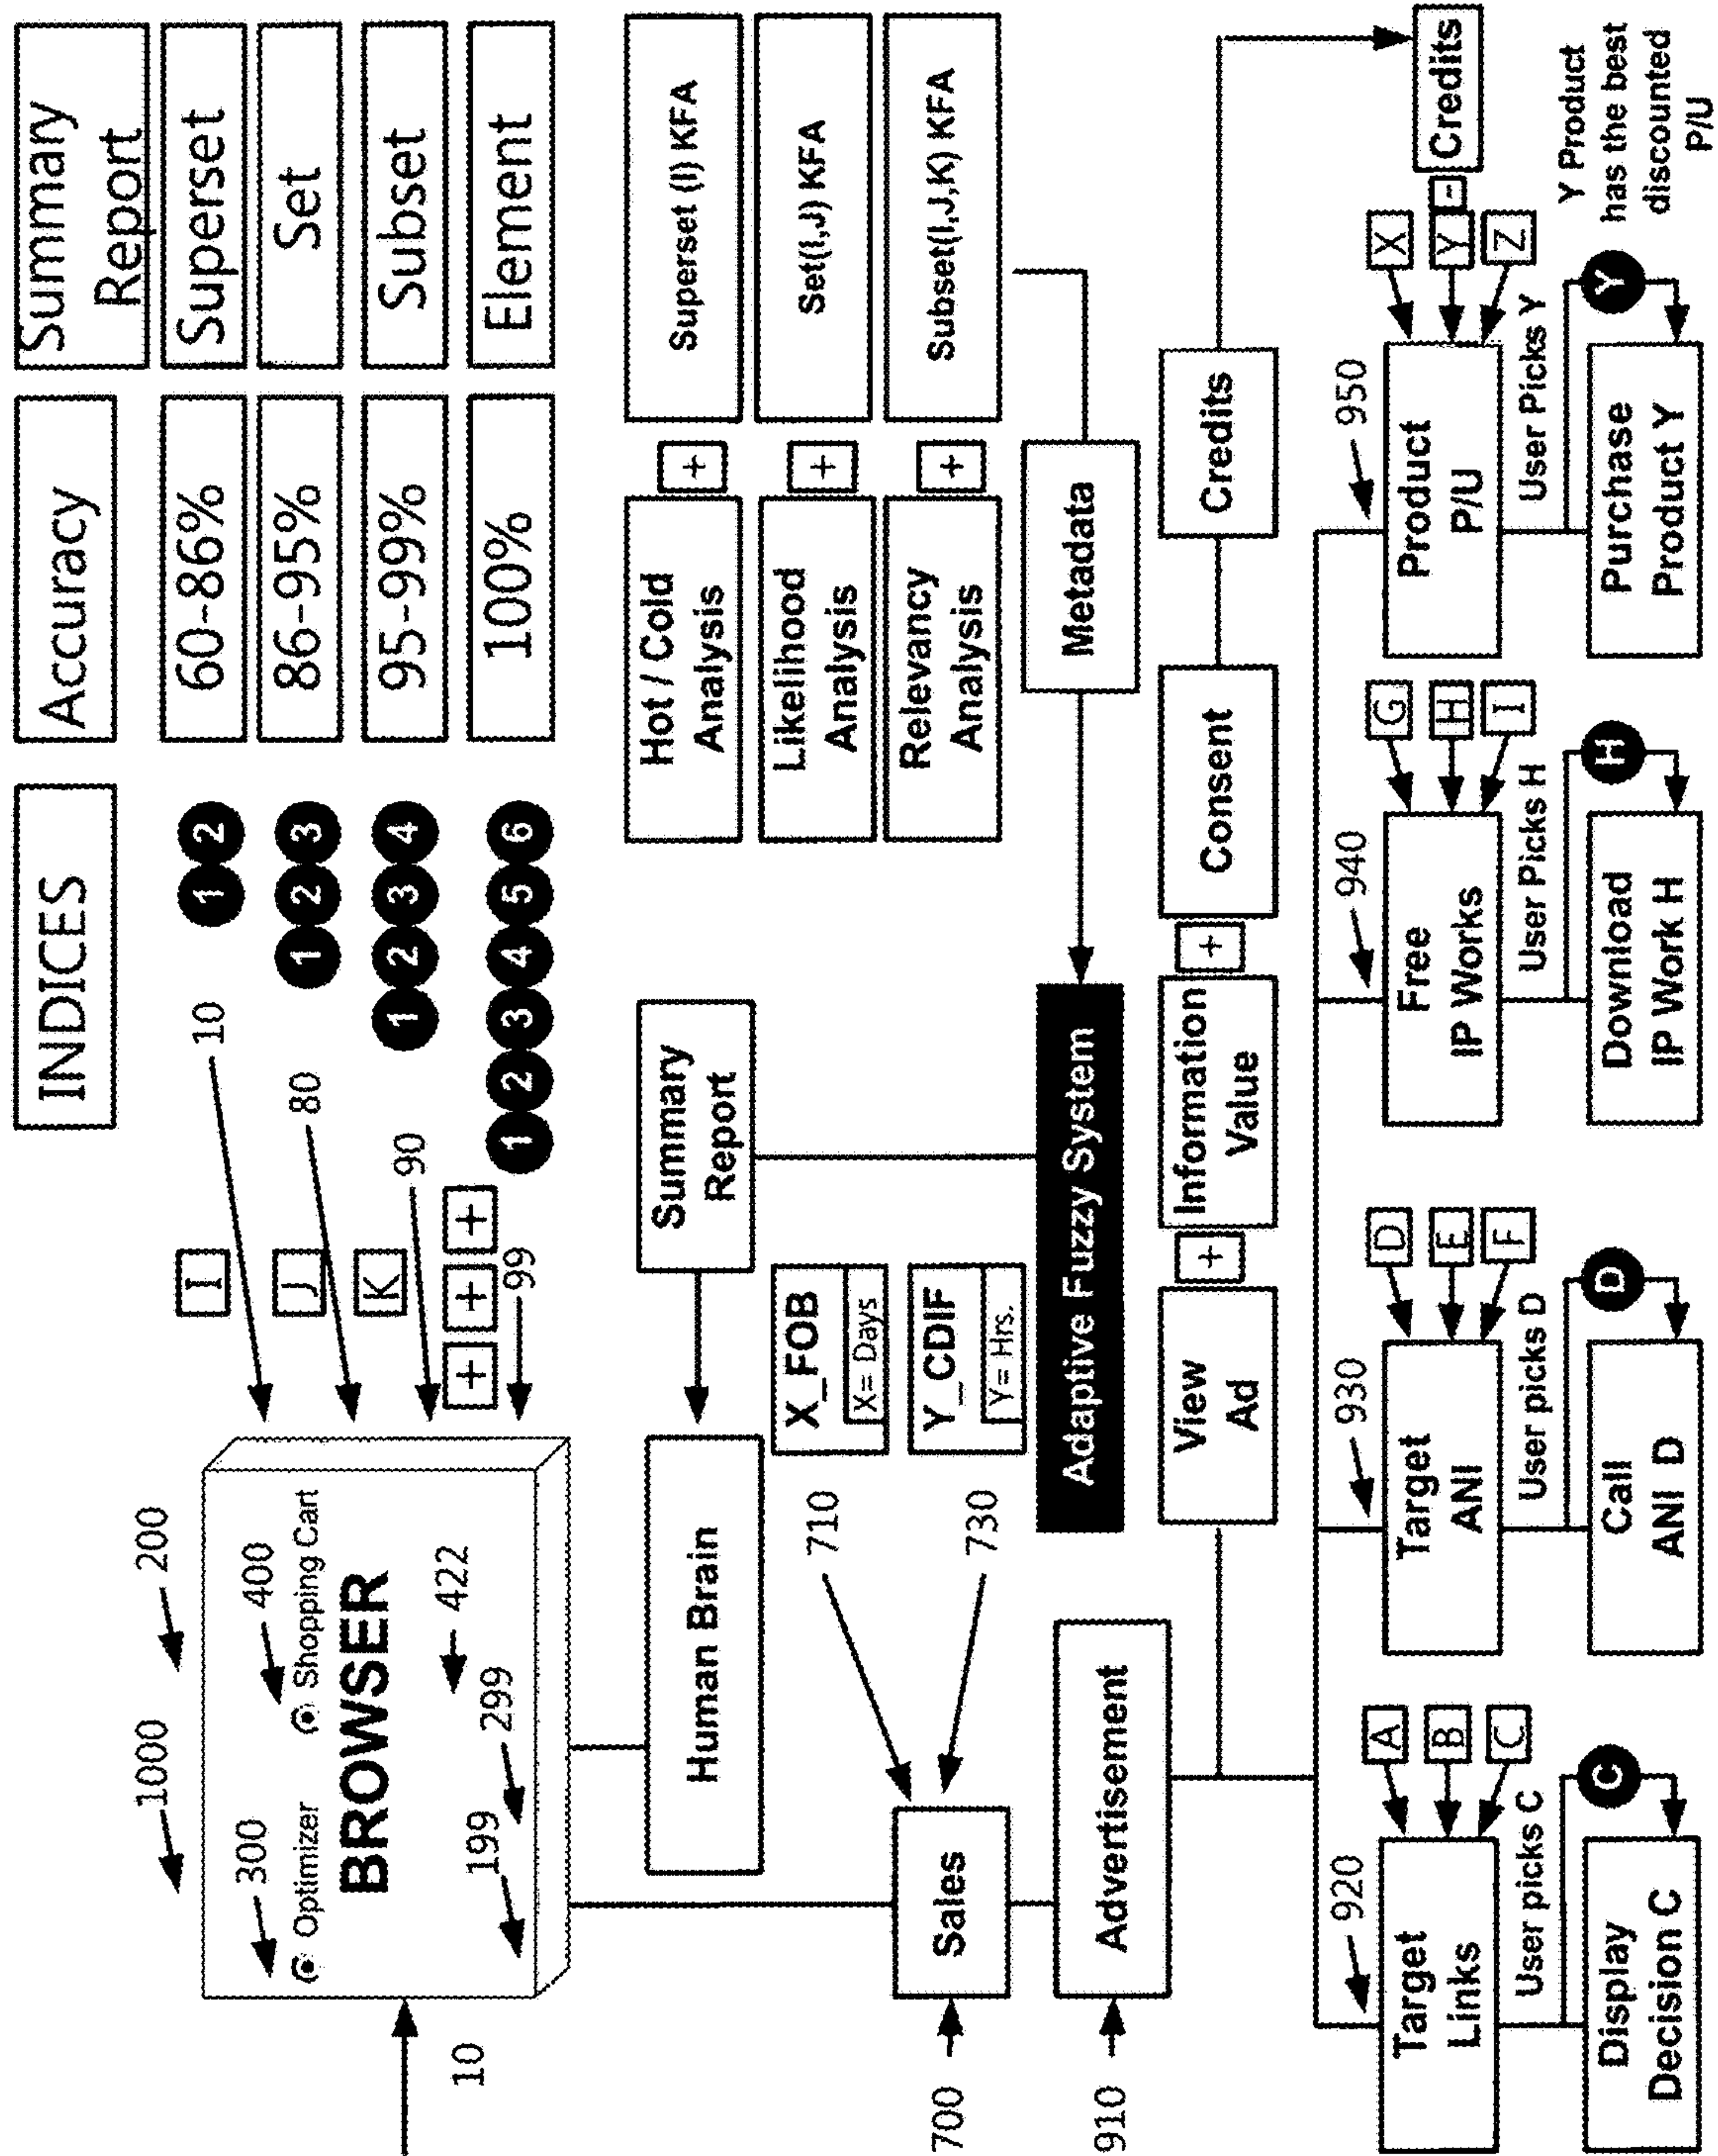 INDICES
Accuracy
Summary
Report
1000
200
300
400
Optimizer
Shopping Cart
BROWSER
422
199
299
10
I
10
1 2
60-86%
Superset
J
80
1 2 3
86-95%
Set
K
90
1 2 3 4
95-99%
Subset
+ + +
99
1 2 3 4 5 6
100%
Element
Human Brain
Summary
Report
Hot / Cold
Analysis
+
Superset (I) KFA
Likelihood
Analysis
+
Set(I,J) KFA
Relevancy
Analysis
+
Subset(I,J,K) KFA
710
X_FOB
X= Days
730
Y_CDIF
Y= Hrs.
700
Sales
Adaptive Fuzzy System
Metadata
910
Advertisement
View
Ad
+
Information
Value
+
Consent
Credits
920
Target
Links
A
B
C
User picks C
C
Display
Decision C
930
Target
ANI
D
E
F
User picks D
D
Call
ANI D
940
Free
IP Works
G
H
I
User Picks H
H
Download
IP Work H
950
Product
P/U
X
Y - Credits
Z
User Picks Y
Y
Purchase
Product Y
Y Product
has the best
discounted
P/U